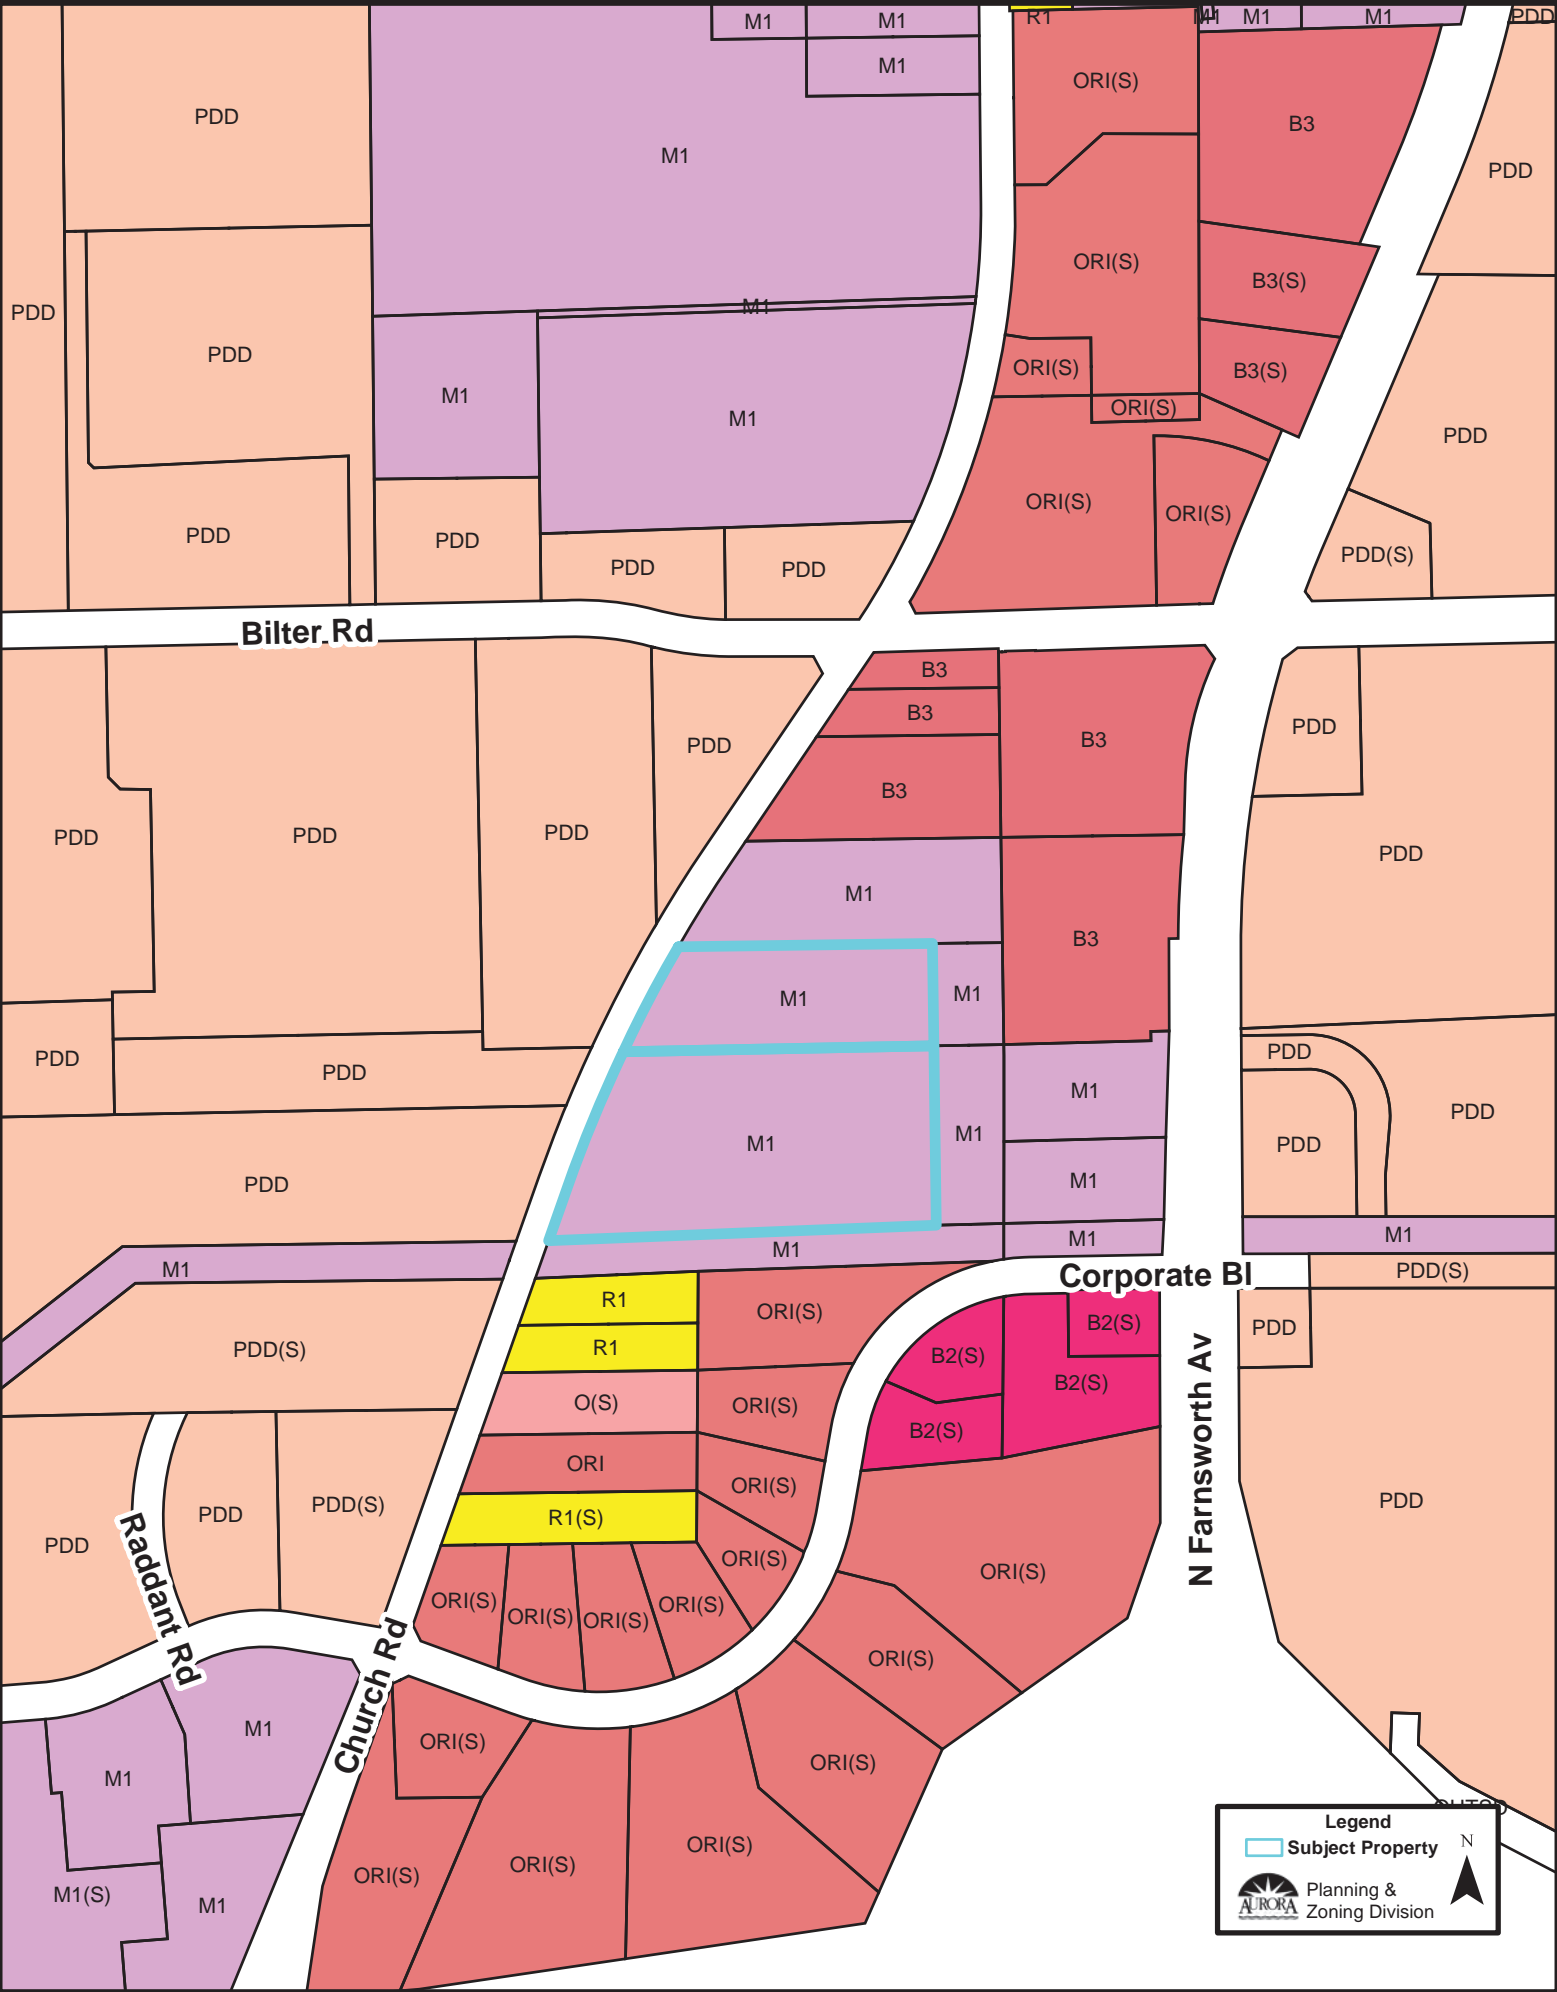 M1
M1
R1
M1
M1
M1
PDD
M1
ORI(S)
PDD
B3
M1
PDD
ORI(S)
B3(S)
M1
PDD
PDD
ORI(S)
B3(S)
M1
ORI(S)
M1
PDD
ORI(S)
ORI(S)
PDD
PDD
PDD
PDD
PDD(S)
Bilter Rd
B3
B3
PDD
B3
PDD
B3
PDD
PDD
PDD
PDD
M1
B3
M1
M1
PDD
PDD
PDD
M1
PDD
M1
M1
PDD
PDD
M1
M1
M1
M1
M1
PDD(S)
Corporate Bl
R1
ORI(S)
B2(S)
PDD
R1
PDD(S)
B2(S)
B2(S)
O(S)
ORI(S)
B2(S)
ORI
ORI(S)
N Farnsworth Av
PDD
PDD(S)
PDD
R1(S)
PDD
ORI(S)
ORI(S)
ORI(S)
ORI(S)
ORI(S)
ORI(S)
Raddant Rd
Church Rd
ORI(S)
M1
ORI(S)
ORI(S)
M1
ORI(S)
ORI(S)
ORI(S)
M1(S)
M1
Legend
Subject Property
N
AURORA
Planning &
Zoning Division